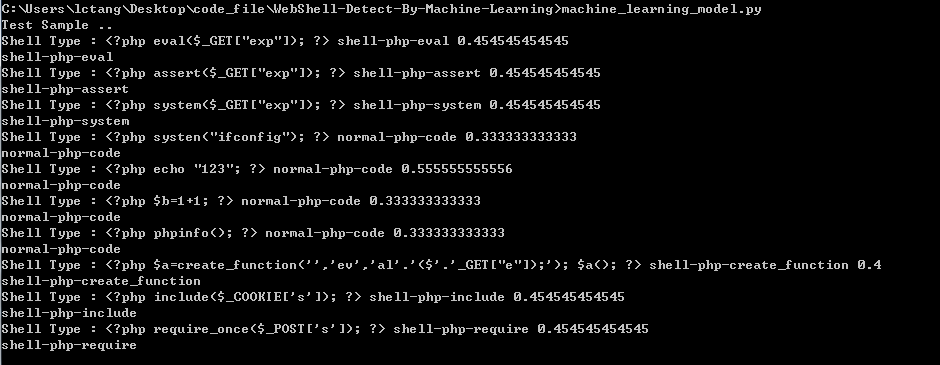 C:\Users\lctang\Desktop\code_file\WebShell-Detect-By-Machine-Learning>machine_learning_model.py
Test Sample ..
Shell Type : <?php eval($_GET["exp"]); ?> shell-php-eval 0.454545454545
shell-php-eval
Shell Type : <?php assert($_GET["exp"]); ?> shell-php-assert 0.454545454545
shell-php-assert
Shell Type : <?php system($_GET["exp"]); ?> shell-php-system 0.454545454545
shell-php-system
Shell Type : <?php systen("ifconfig"); ?> normal-php-code 0.333333333333
normal-php-code
Shell Type : <?php echo "123"; ?> normal-php-code 0.555555555556
normal-php-code
Shell Type : <?php $b=1+1; ?> normal-php-code 0.333333333333
normal-php-code
Shell Type : <?php phpinfo(); ?> normal-php-code 0.333333333333
normal-php-code
Shell Type : <?php $a=create_function('','ev','al'.'($'.'_GET["e"]);'); $a(); ?> shell-php-create_function 0.4
shell-php-create_function
Shell Type : <?php include($_COOKIE['s']); ?> shell-php-include 0.454545454545
shell-php-include
Shell Type : <?php require_once($_POST['s']); ?> shell-php-require 0.454545454545
shell-php-require